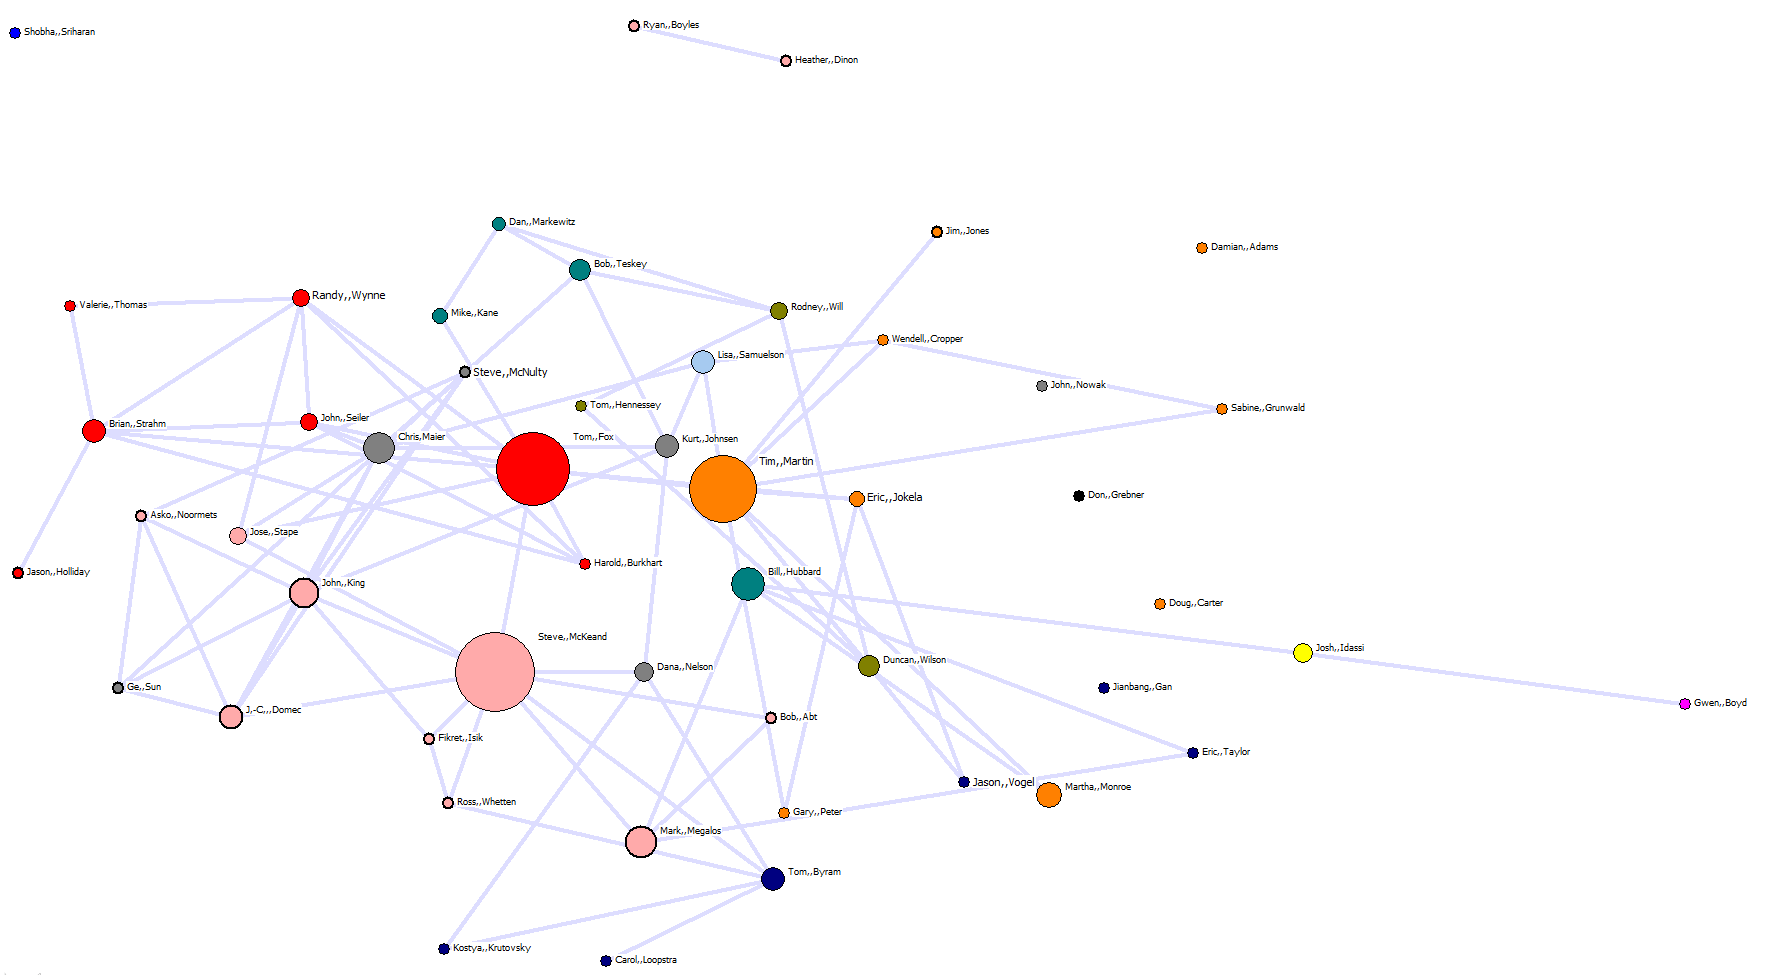 Ryan,,Boyles
Shobha,,Sriharan
Heather,,Dinon
Dan,,Markewitz
Jim,,Jones
Damian,,Adams
Bob,,Teskey
Randy,,Wynne
Valerie,,Thomas
Rodney,,Will
Mike,,Kane
Wendell,,Cropper
Lisa,,Samuelson
Steve,,McNulty
John,,Nowak
Tom,,Hennessey
Sabine,,Grunwald
John,,Seiler
Brian,,Strahm
Chris,Maier
Tom,,Fox
Kurt,,Johnsen
Tim,,Martin
Don,,Grebner
Eric,,Jokela
Asko,,Noormets
Jose,,Stape
Harold,,Burkhart
Jason,,Holliday
Bill,,Hubbard
John,,King
Doug,,Carter
Steve,,McKeand
Josh,,Idassi
Duncan,,Wilson
Dana,,Nelson
Ge,,Sun
Jianbang,,Gan
Gwen,,Boyd
J,-C,,,Domec
Bob,,Abt
Fikret,,Isik
Eric,,Taylor
Jason,,Vogel
Martha,,Monroe
Ross,,Whetten
Gary,,Peter
Mark,,Megalos
Tom,,Byram
Kostya,,Krutovsky
Carol,,Loopstra